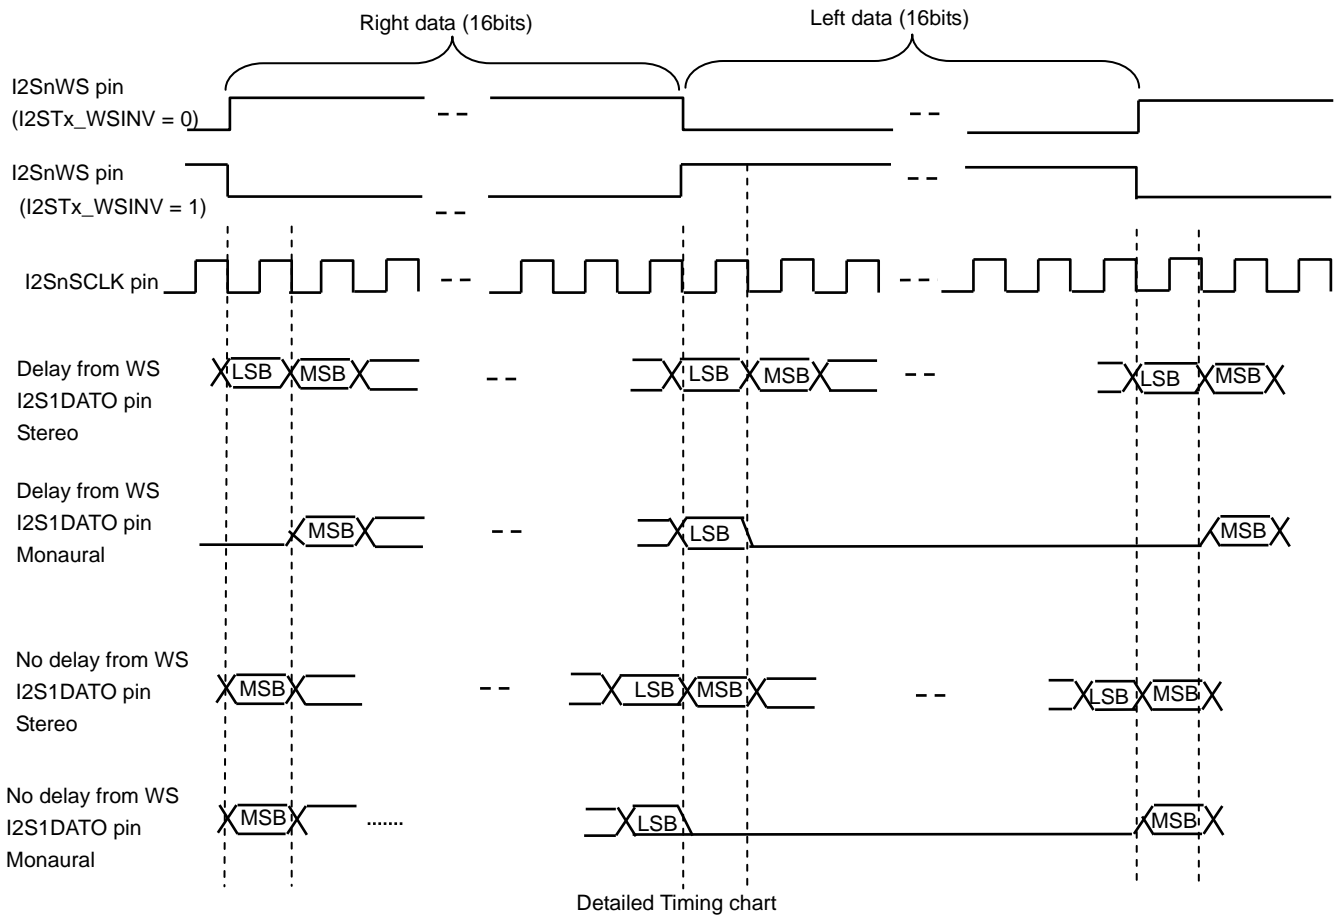 Right data (16bits)
Left data (16bits)
I2SnWS pin
(I2STx_WSINV = 0)
I2SnWS pin
(I2STx_WSINV = 1)
I2SnSCLK pin
Delay from WS
I2S1DATO pin
Stereo
LSB MSB LSB MSB LSB MSB
Delay from WS
I2S1DATO pin
Monaural
MSB LSB MSB
No delay from WS
I2S1DATO pin
Stereo
MSB LSB MSB LSB MSB
No delay from WS
I2S1DATO pin
Monaural
MSB ....... LSB MSB
Detailed Timing chart